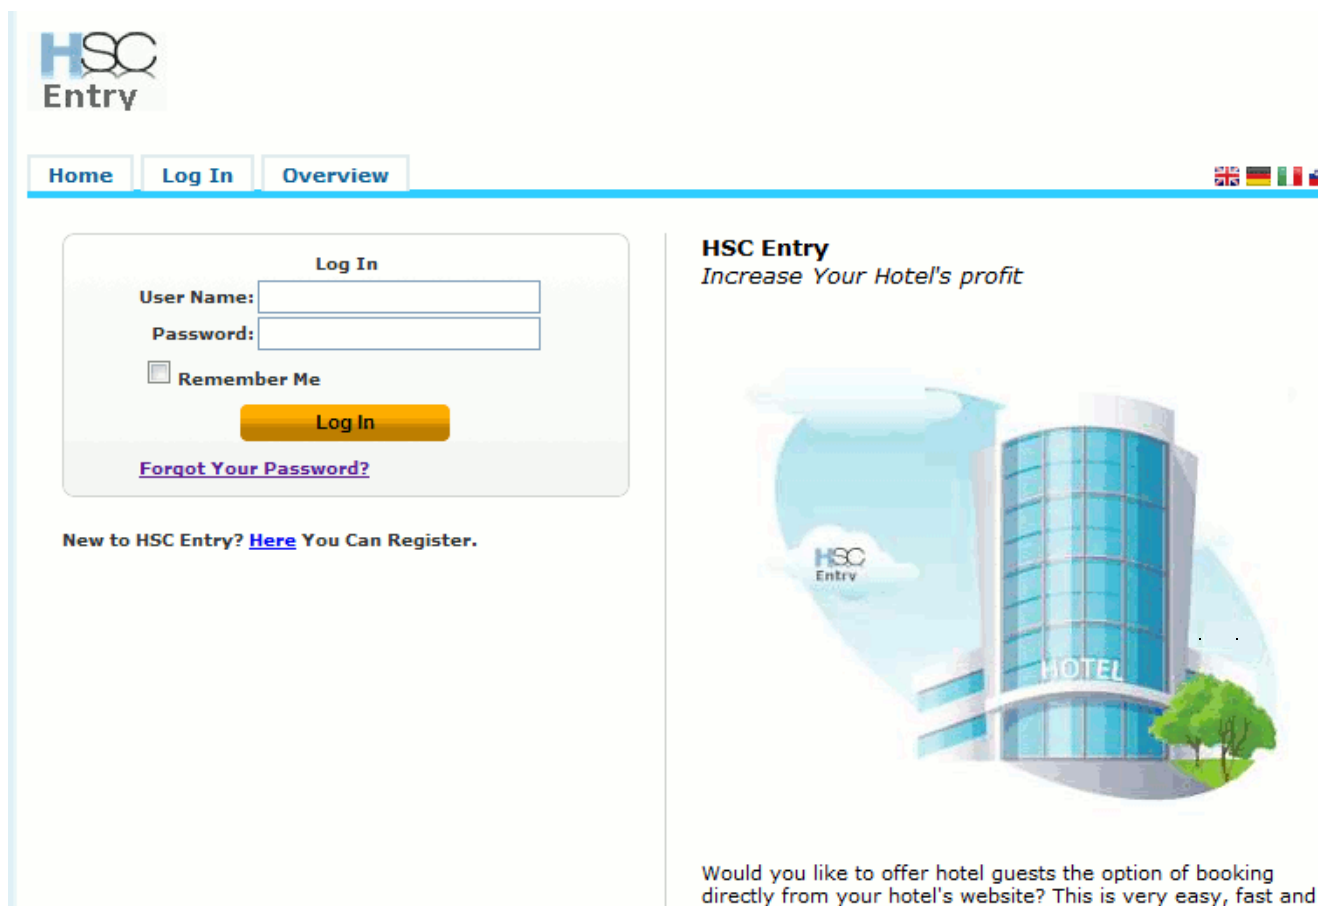 HSC
Entry
Home
Log In
Overview
Log In
User Name:
Password:
Remember Me
Log In
Forgot Your Password?
New to HSC Entry? Here You Can Register.
HSC Entry
Increase Your Hotel's profit
HSC
Entry
HOTEL
Would you like to offer hotel guests the option of booking
directly from your hotel's website? This is very easy, fast and